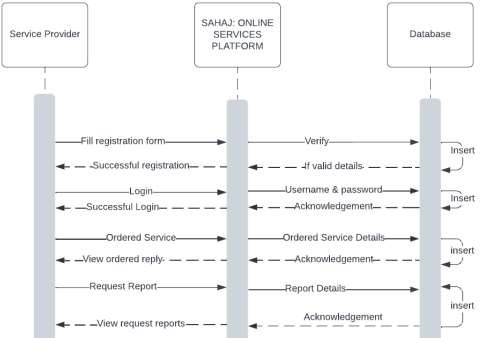 Service Provider
SAHAJ: ONLINE
SERVICES
PLATFORM
Database
Fill registration form
Verify
Insert
Successful registration
If valid details
Login
Username & password
Insert
Successful Login
Acknowledgement
Ordered Service
Ordered Service Details
insert
View ordered reply
Acknowledgement
Request Report
Report Details
insert
Acknowledgement
View request reports